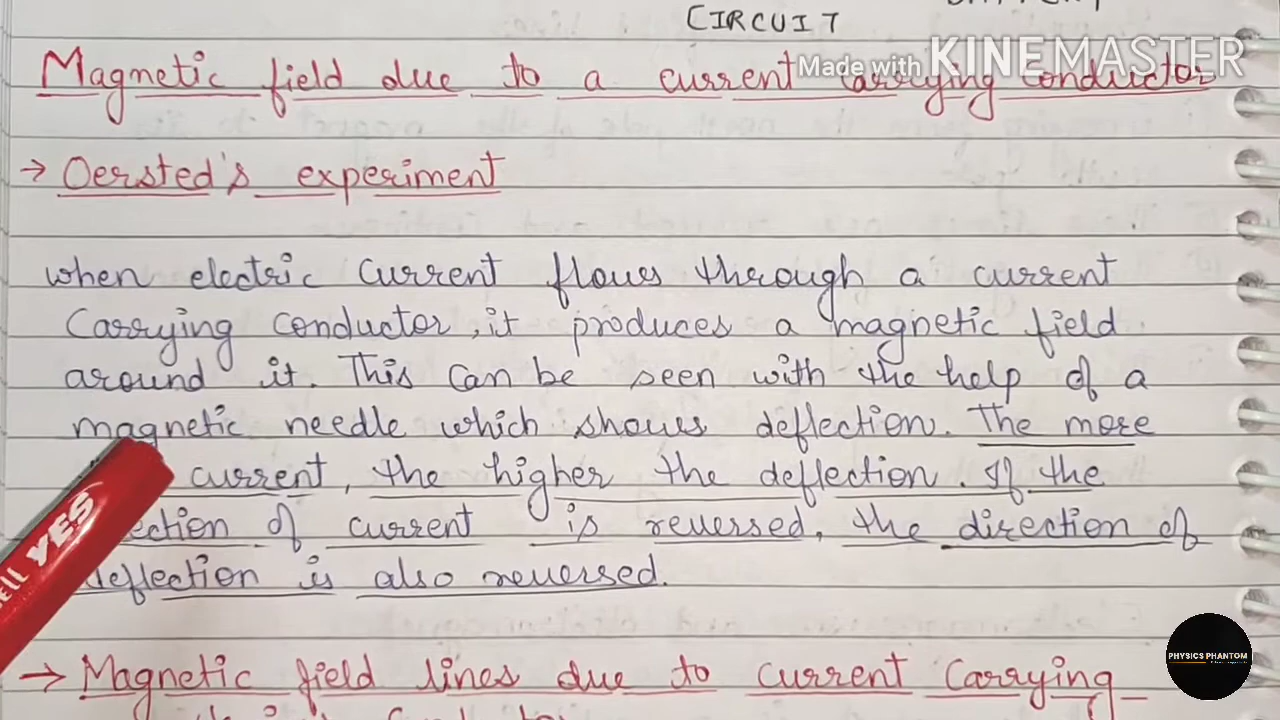 CIRCUIT
Made with KINEMASTER
Magnetic field due to a current carrying conductor
→ Oersted's experiment
when electric current flows through a current
Carrying conductor, it produces a magnetic field
around it. This can be seen with the help of a
magnetic needle which shows deflection. The more
current, the higher the deflection. If the
ection of current is reversed, the direction of
deflection is also reversed.
→ Magnetic field lines due to current Carrying
YES
PHYSICS PHANTOM